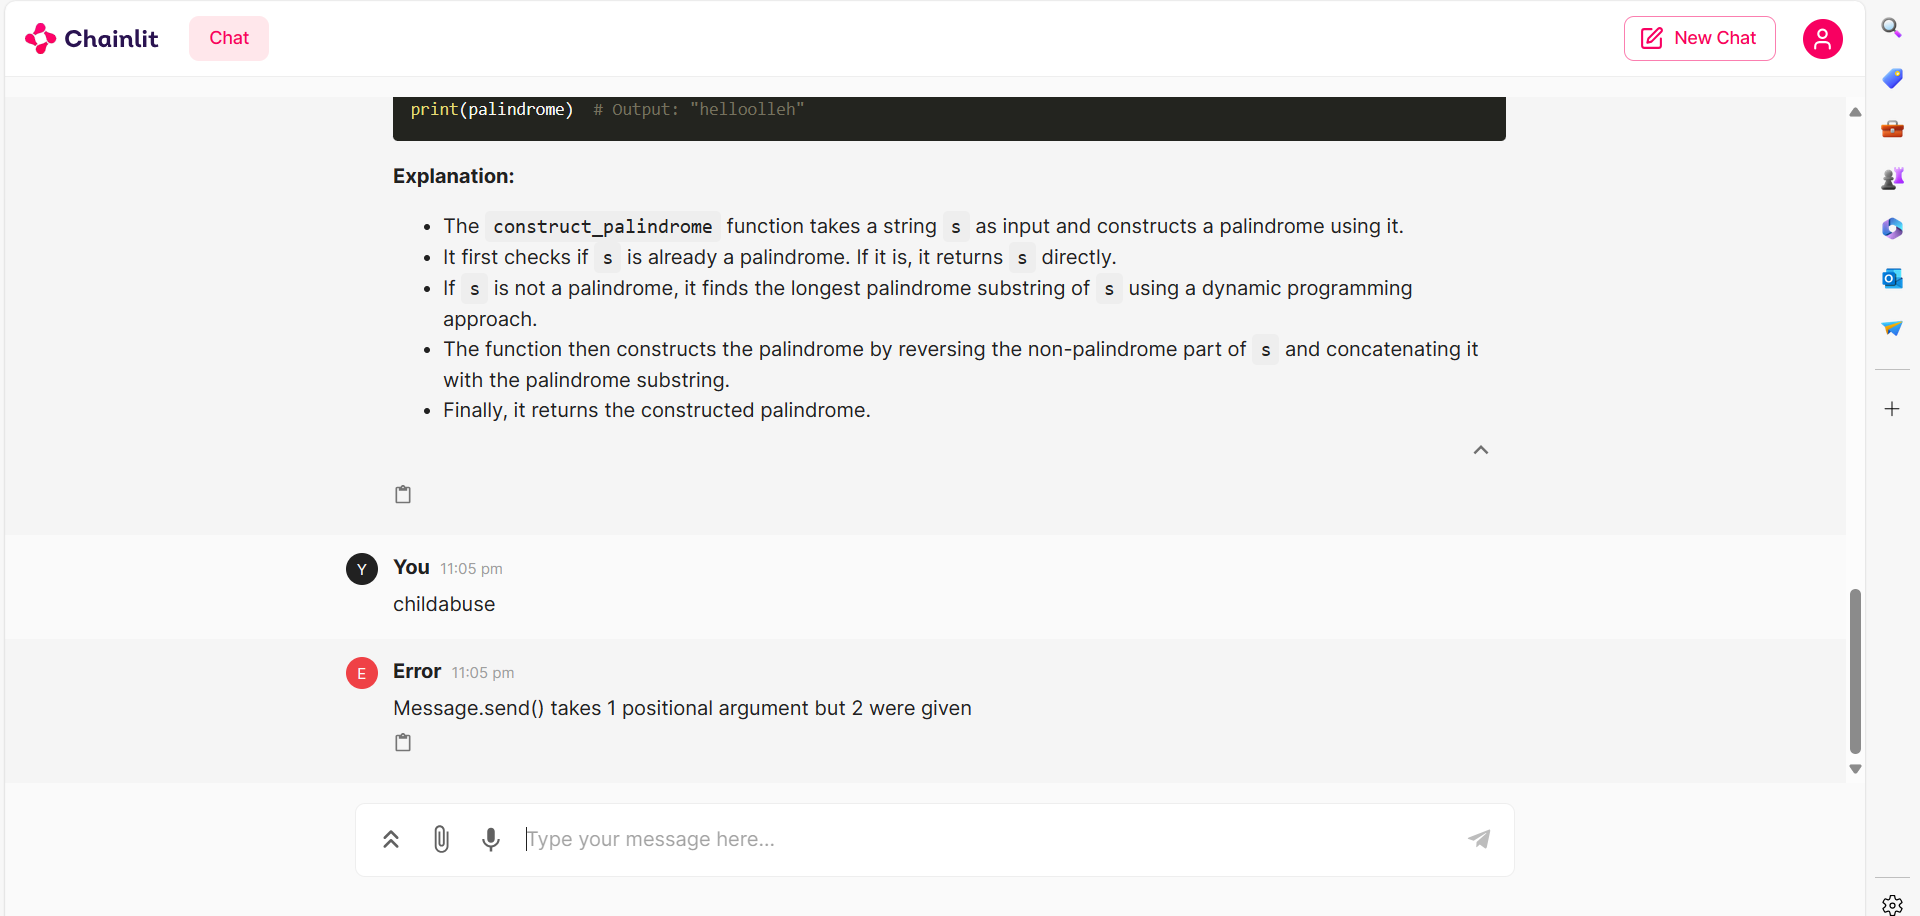 Chainlit
Chat
New Chat
print(palindrome)  # Output: "helloolleh"
Explanation:
• The construct_palindrome function takes a string s as input and constructs a palindrome using it.
• It first checks if s is already a palindrome. If it is, it returns s directly.
• If s is not a palindrome, it finds the longest palindrome substring of s using a dynamic programming
approach.
• The function then constructs the palindrome by reversing the non-palindrome part of s and concatenating it
with the palindrome substring.
• Finally, it returns the constructed palindrome.
Y You 11:05 pm
childabuse
E Error 11:05 pm
Message.send() takes 1 positional argument but 2 were given
Type your message here...